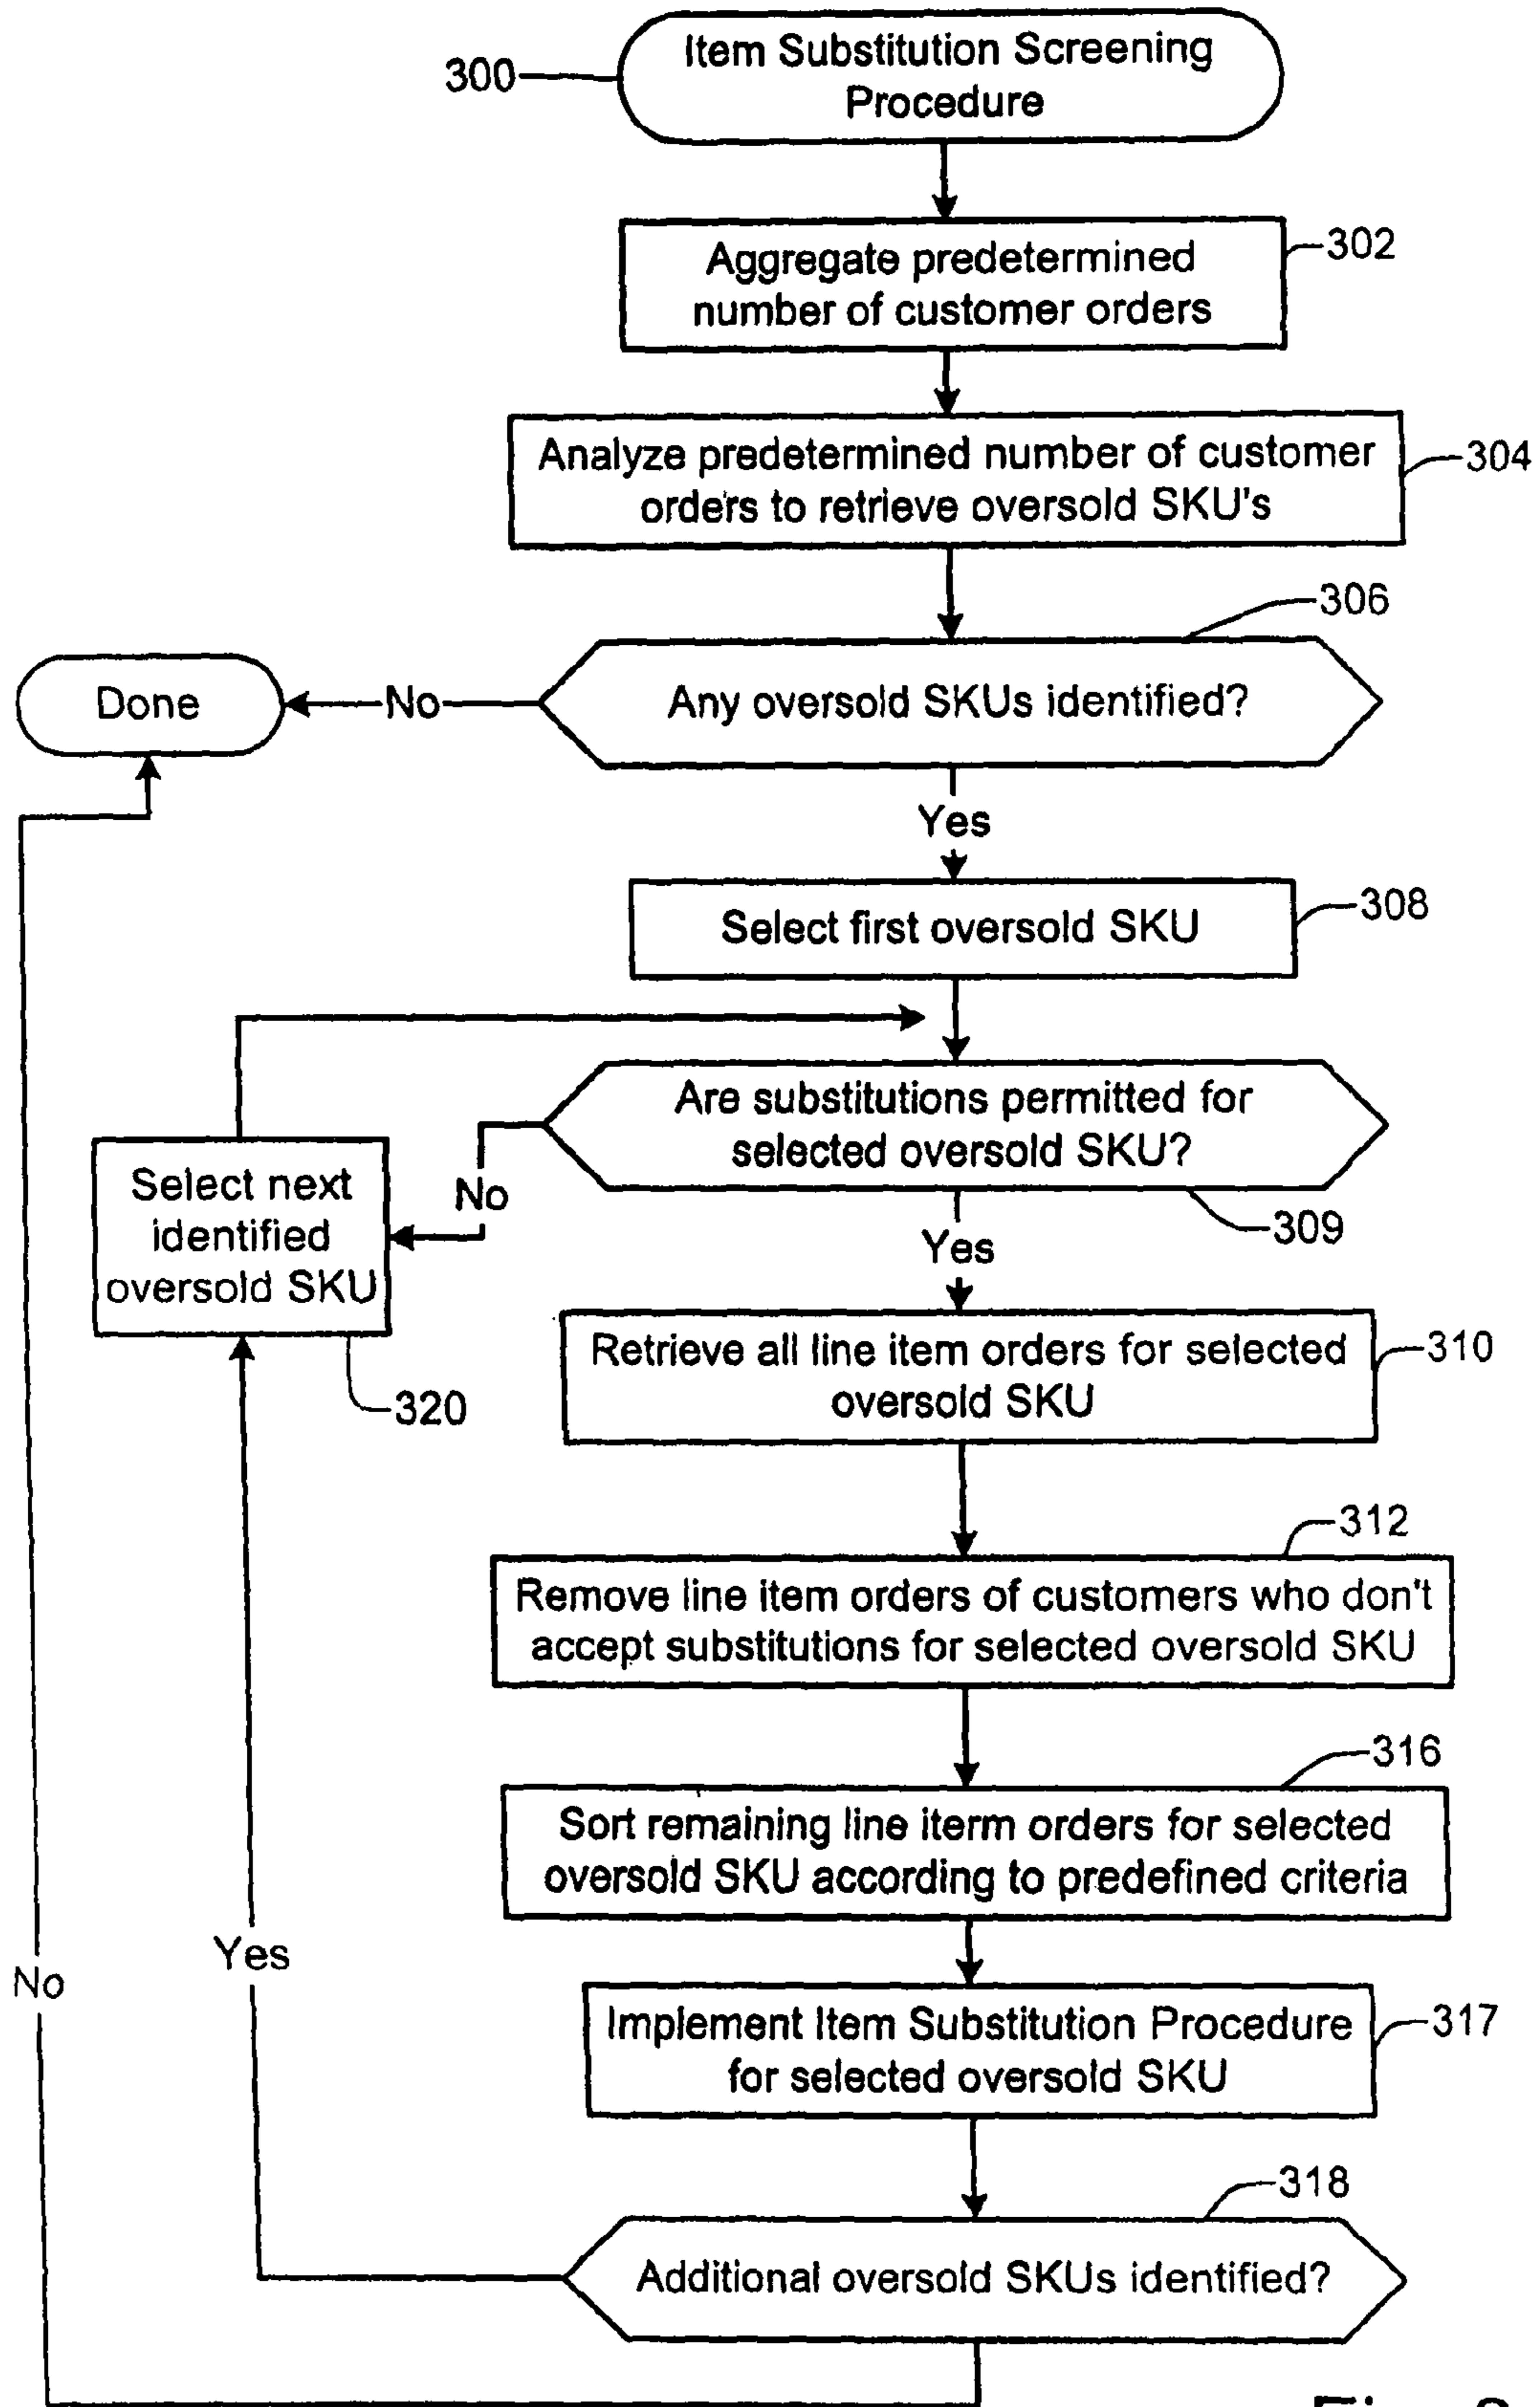 Item Substitution Screening
Procedure
300
Aggregate predetermined
number of customer orders
302
Analyze predetermined number of customer
orders to retrieve oversold SKU's
304
306
Any oversold SKUs identified?
No
Done
Yes
Select first oversold SKU
308
Are substitutions permitted for
selected oversold SKU?
309
No
Select next
identified
oversold SKU
320
Yes
Retrieve all line item orders for selected
oversold SKU
310
312
Remove line item orders of customers who don't
accept substitutions for selected oversold SKU
316
Sort remaining line iterm orders for selected
oversold SKU according to predefined criteria
Implement Item Substitution Procedure
for selected oversold SKU
317
318
Additional oversold SKUs identified?
Yes
No